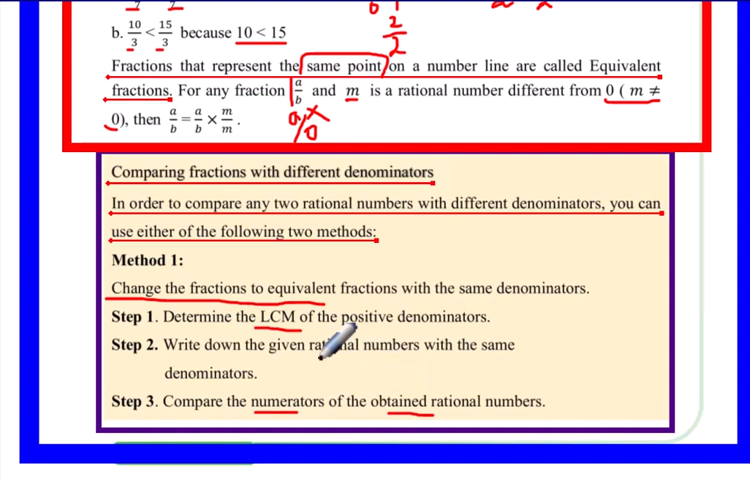 b. 10/3 < 15/3 because 10 < 15
2/2
Fractions that represent the same point on a number line are called Equivalent
fractions. For any fraction a/b and m is a rational number different from 0 ( m ≠
0), then a/b = a/b × m/m .
Comparing fractions with different denominators
In order to compare any two rational numbers with different denominators, you can
use either of the following two methods:
Method 1:
Change the fractions to equivalent fractions with the same denominators.
Step 1. Determine the LCM of the positive denominators.
Step 2. Write down the given rational numbers with the same
denominators.
Step 3. Compare the numerators of the obtained rational numbers.